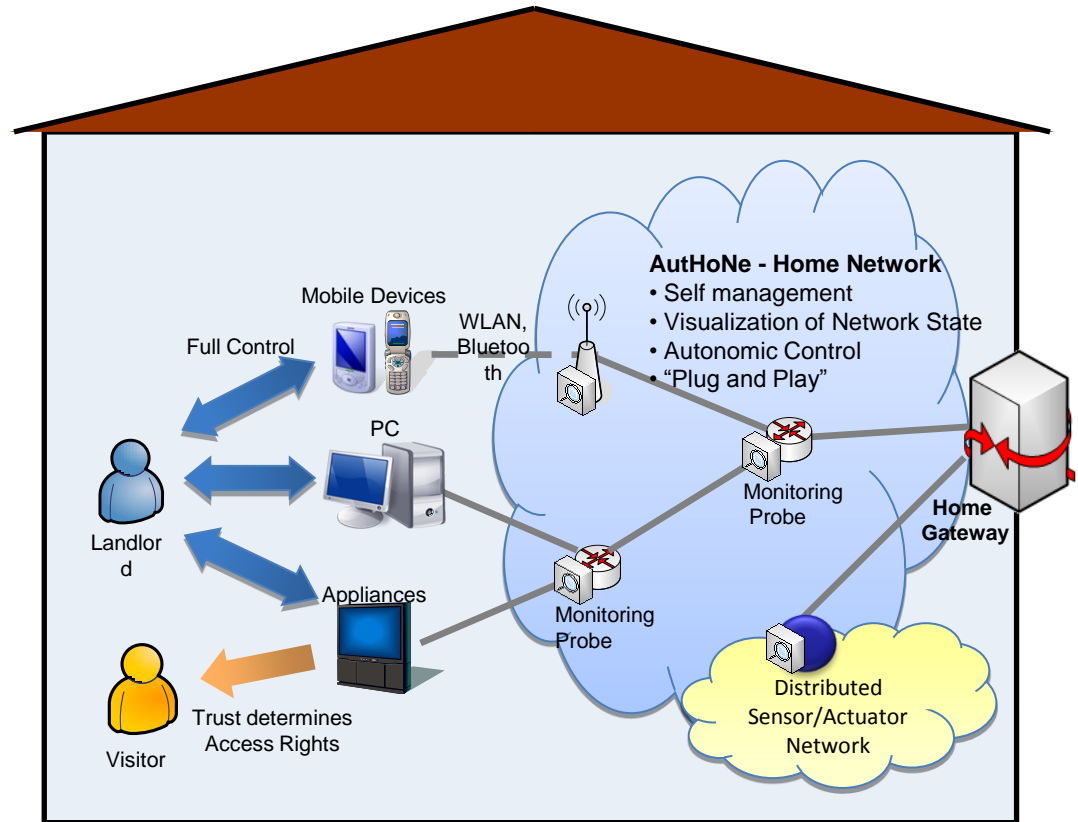 AutHoNe - Home Network
• Self management
• Visualization of Network State
• Autonomic Control
• “Plug and Play”
Mobile Devices
WLAN,
Bluetoo
th
Full Control
PC
Landlor
d
Appliances
Monitoring
Probe
Monitoring
Probe
Home
Gateway
Visitor
Trust determines
Access Rights
Distributed
Sensor/Actuator
Network